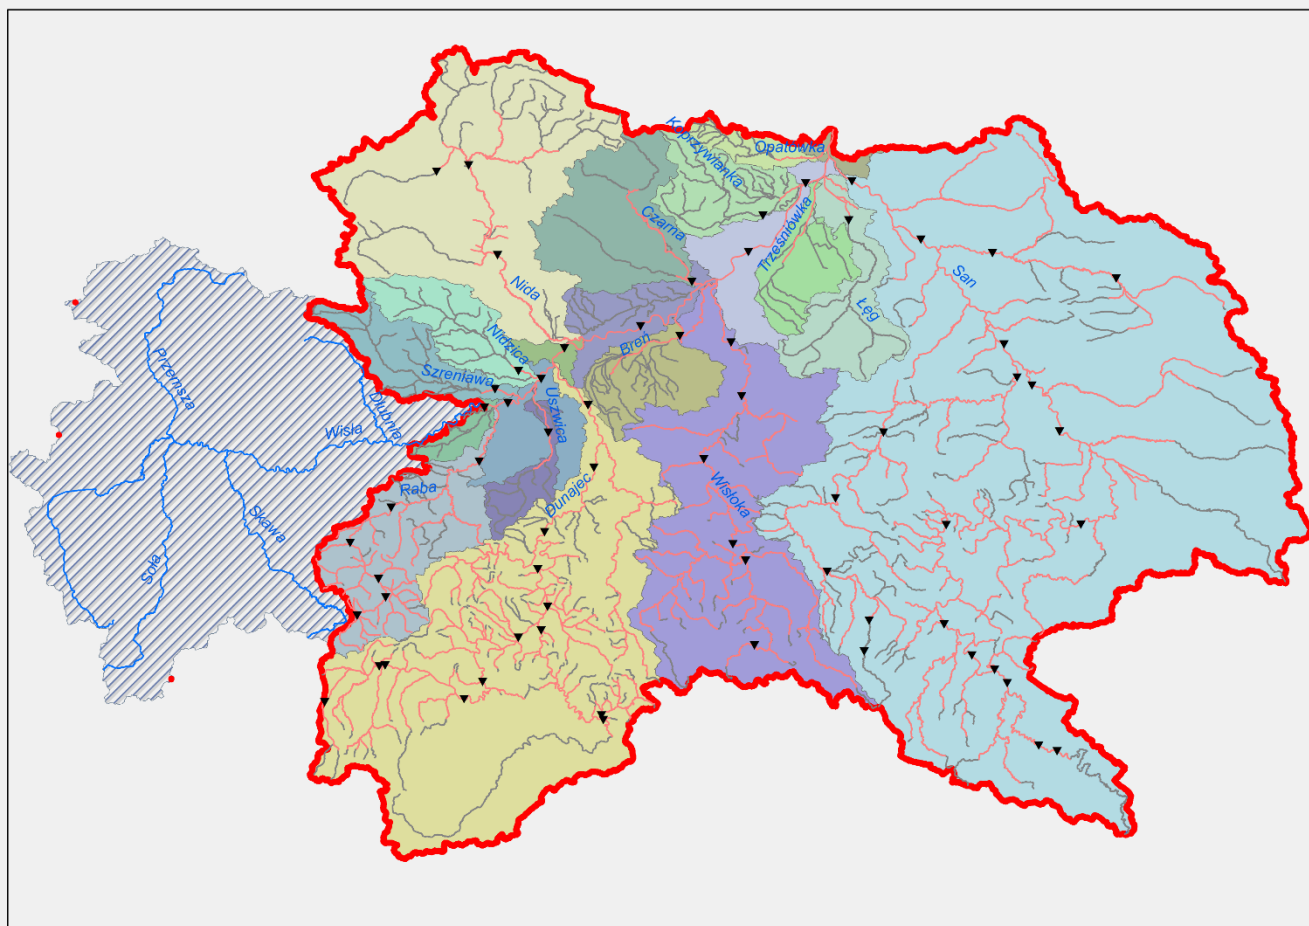 Koprzywianka
Opatówka
Czarna
Trześniówka
San
Nida
Łęg
Breń
Nidzica
Szreniawa
Uszwica
Przemsza
Dłubnia
Wisła
Raba
Dunajec
Wisłoka
Skawa
Soła